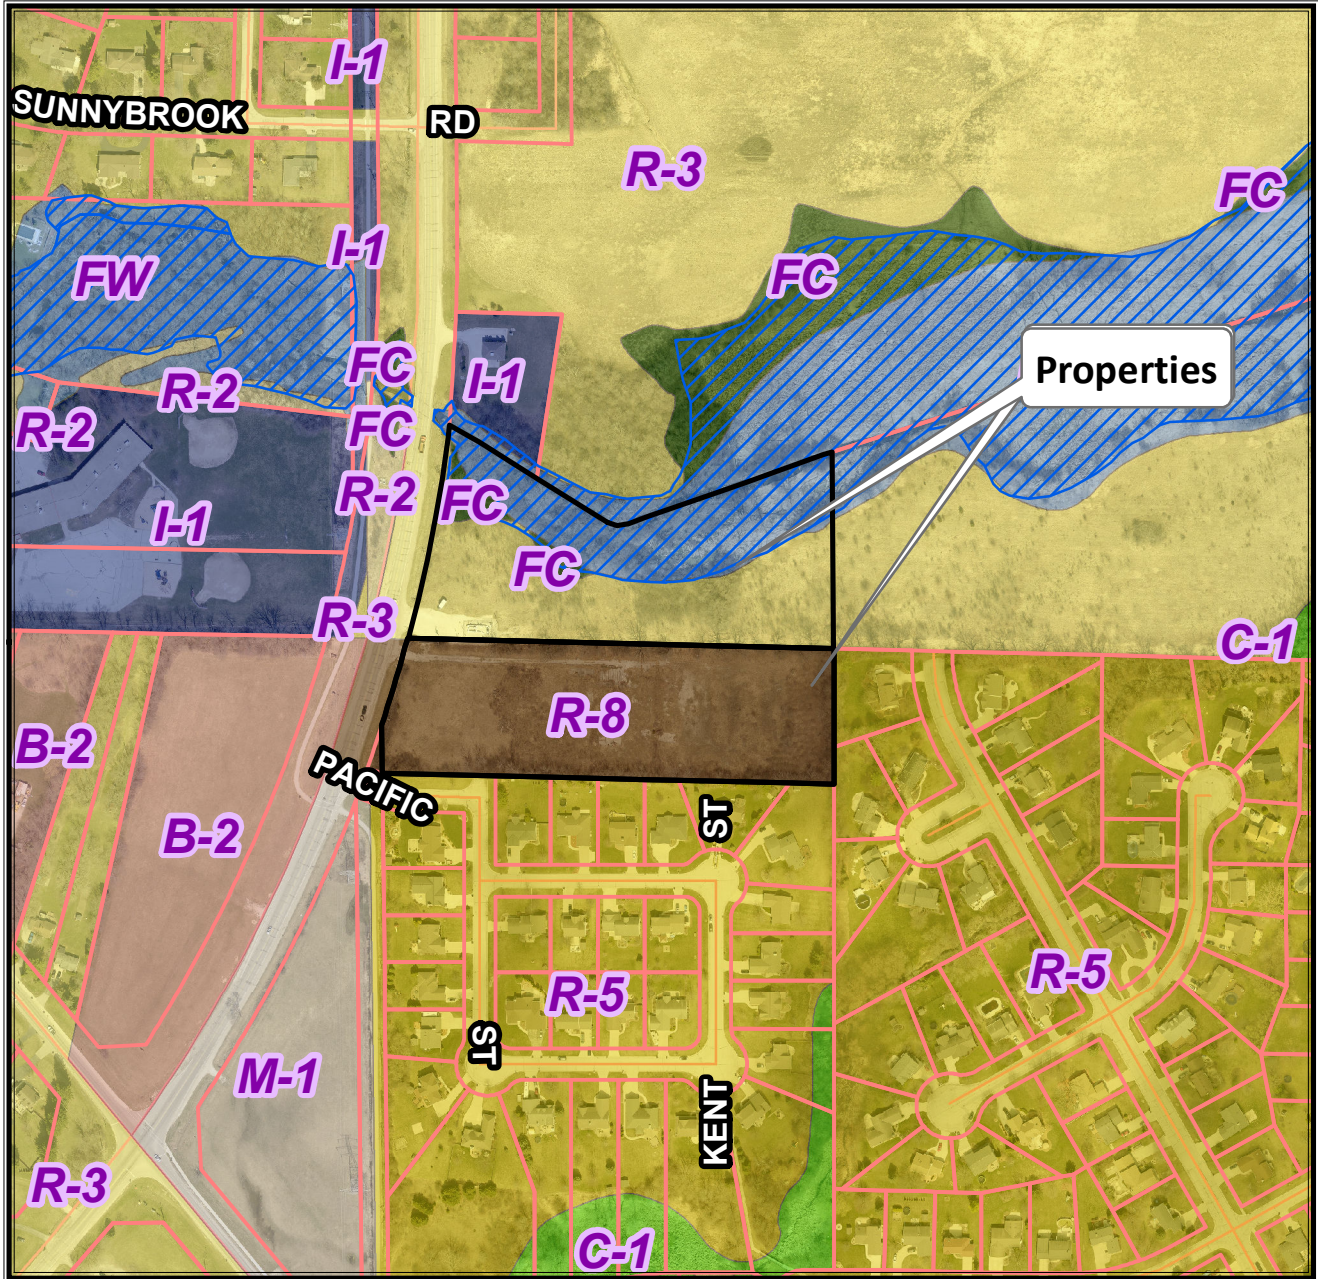 I-1
SUNNYBROOK RD
R-3
FC
I-1
FW
FC
Properties
FC
I-1
R-2
R-2
FC
R-2
FC
I-1
FC
R-3
C-1
R-8
B-2
PACIFIC
ST
B-2
R-5
R-5
ST
M-1
KENT
R-3
C-1